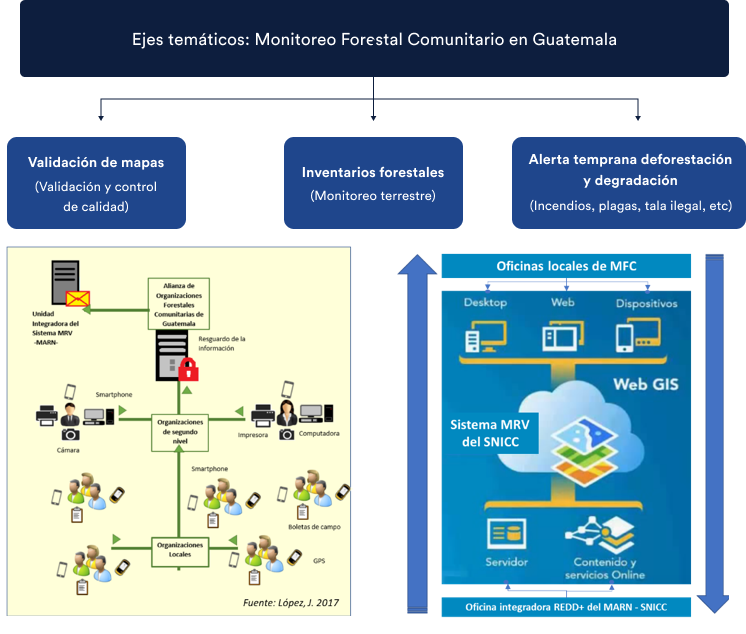 Ejes temáticos: Monitoreo Forestal Comunitario en Guatemala
Validación de mapas
(Validación y control
de calidad)
Inventarios forestales
(Monitoreo terrestre)
Alerta temprana deforestación
y degradación
(Incendios, plagas, tala ilegal, etc)
Unidad
Integradora del
Sistema MRV
-MARN-
Alianza de
Organizaciones
Forestales
Comunitarias de
Guatemala
Resguardo de la
información
Smartphone
Cámara
Organizaciones
de segundo
nivel
Impresora
Computadora
Smartphone
Boletas de campo
Organizaciones
Locales
GPS
Fuente: López, J. 2017
Oficinas locales de MFC
Desktop
Web
Dispositivos
Web GIS
Sistema MRV
del SNICC
Servidor
Contenido y
servicios Online
Oficina integradora REDD+ del MARN - SNICC